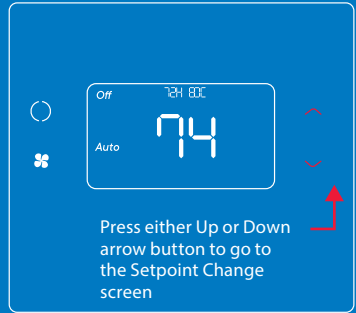 Off 72H 80C
74
Auto
Press either Up or Down
arrow button to go to
the Setpoint Change
screen